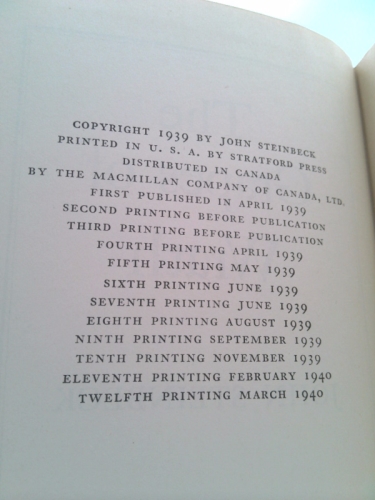 COPYRIGHT 1939 BY JOHN STEINBECK
PRINTED IN U. S. A. BY STRATFORD PRESS
DISTRIBUTED IN CANADA
BY THE MACMILLAN COMPANY OF CANADA, LTD.
FIRST PUBLISHED IN APRIL 1939
SECOND PRINTING BEFORE PUBLICATION
THIRD PRINTING BEFORE PUBLICATION
FOURTH PRINTING APRIL 1939
FIFTH PRINTING MAY 1939
SIXTH PRINTING JUNE 1939
SEVENTH PRINTING JUNE 1939
EIGHTH PRINTING AUGUST 1939
NINTH PRINTING SEPTEMBER 1939
TENTH PRINTING NOVEMBER 1939
ELEVENTH PRINTING FEBRUARY 1940
TWELFTH PRINTING MARCH 1940